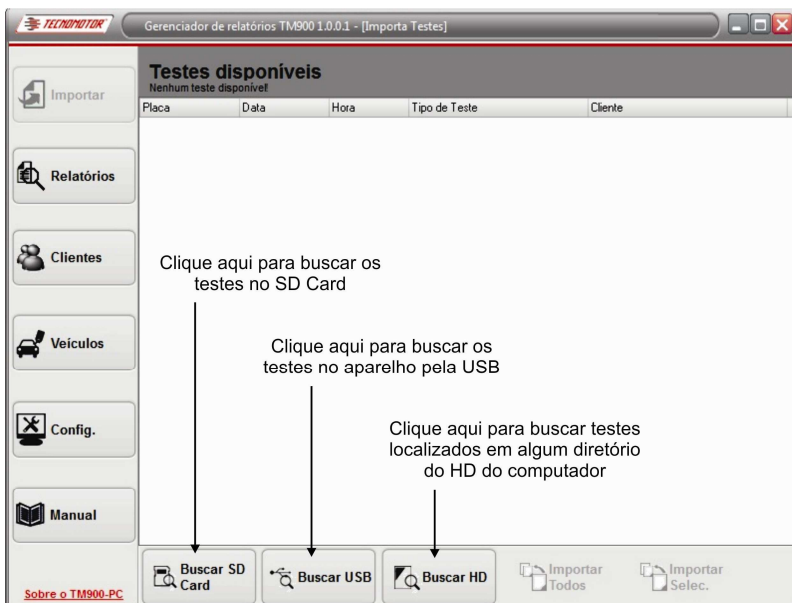 TECNOMOTOR
Gerenciador de relatórios TM900 1.0.0.1 - [Importa Testes]
Importar
Relatórios
Clientes
Veículos
Config.
Manual
Sobre o TM900-PC
Testes disponíveis
Nenhum teste disponível!
Placa Data Hora Tipo de Teste Cliente
Clique aqui para buscar os
testes no SD Card
Clique aqui para buscar os
testes no aparelho pela USB
Clique aqui para buscar testes
localizados em algum diretório
do HD do computador
Buscar SD
Card
Buscar USB
Buscar HD
Importar
Todos
Importar
Selec.